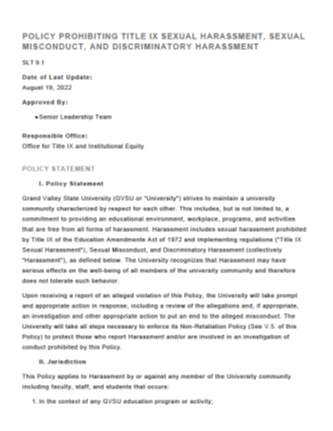 POLICY PROHIBITING TITLE IX SEXUAL HARASSMENT, SEXUAL
MISCONDUCT, AND DISCRIMINATORY HARASSMENT
SLT 9.1
Date of Last Update:
August 19, 2022
Approved By:
• Senior Leadership Team
Responsible Office:
Office for Title IX and Institutional Equity
POLICY STATEMENT
I. Policy Statement
Grand Valley State University (GVSU or "University") strives to maintain a university
community characterized by respect for each other. This includes, but is not limited to, a
commitment to providing an educational environment, workplace, programs, and activities
that are free from all forms of harassment. Harassment includes sexual harassment prohibited
by Title IX of the Education Amendments Act of 1972 and implementing regulations ("Title IX
Sexual Harassment"), Sexual Misconduct, and Discriminatory Harassment (collectively
"Harassment"), as defined below. The University recognizes that Harassment may have
serious effects on the well-being of all members of the university community and therefore
does not tolerate such behavior.
Upon receiving a report of an alleged violation of this Policy, the University will take prompt
and appropriate action in response, including a review of the allegations and, if appropriate,
an investigation and other appropriate action to put an end to the alleged misconduct. The
University will take all steps necessary to enforce its Non-Retaliation Policy (See V.S. of this
Policy) to protect those who report Harassment and/or are involved in an investigation of
conduct prohibited by this Policy.
II. Jurisdiction
This Policy applies to Harassment by or against any member of the University community
including faculty, staff, and students that occur:
1. In the context of any GVSU education program or activity;